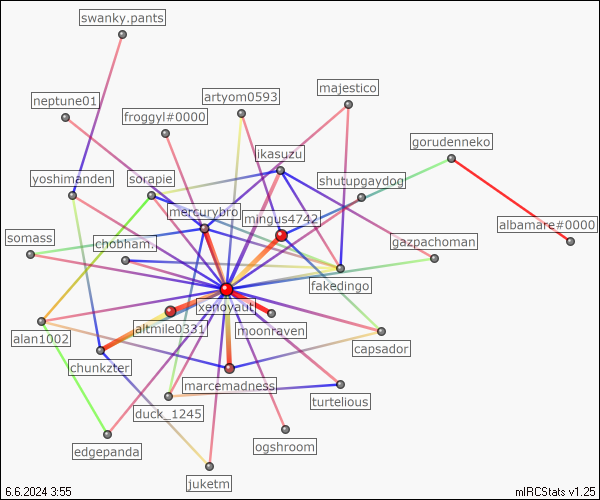 swanky.pants
majestico
artyom0593
neptune01
froggyl#0000
gorudenneko
likasuzu
yoshimanden
sorapie
shutupgaydog
mercurybro
mingus4742
albamare#0000
somass
chobham.
gazpachoman
fakedingo
xenoyaut
altmile0331
moonraven
alan1002
capsador
chunkzter
marcemadness
turtelious
duck_1245
ogshroom
edgepanda
juketm
6.6.2024 3:55
mIRCStats v1.25